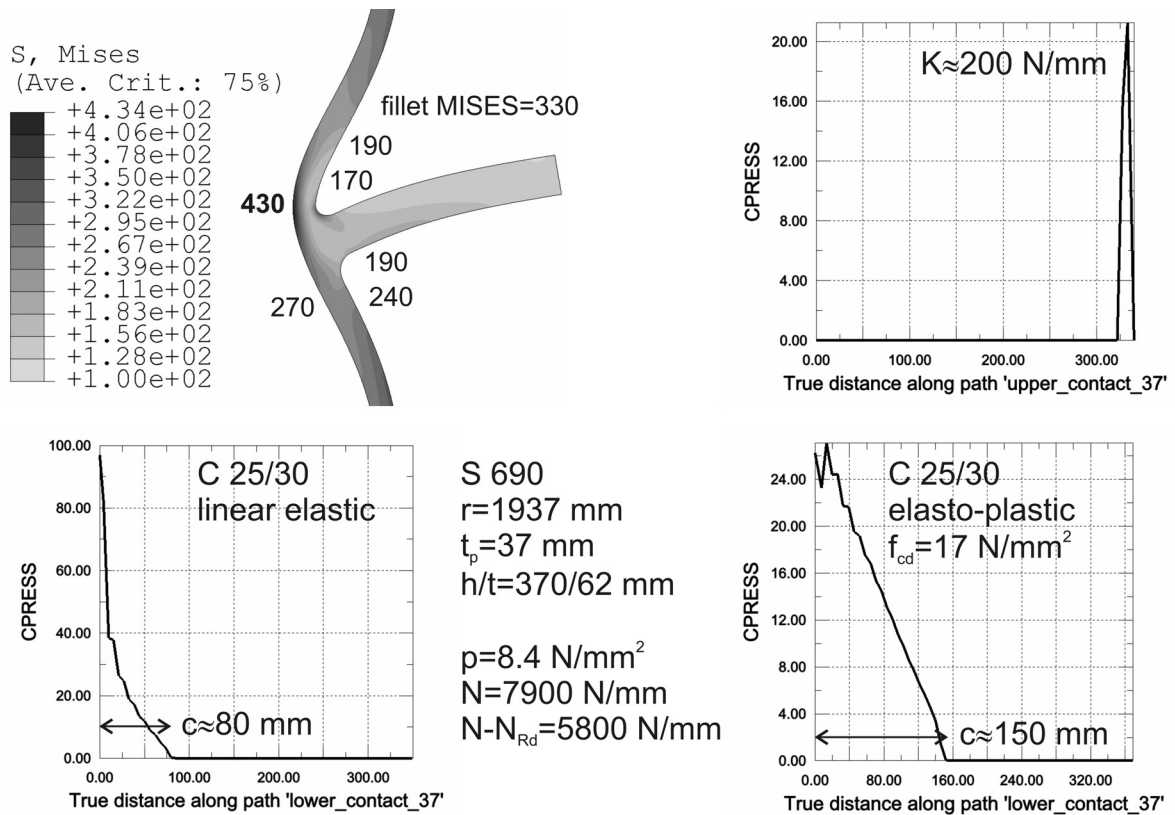 S, Mises
(Ave. Crit.: 75%)
+4.34e+02
+4.06e+02
+3.78e+02
+3.50e+02
+3.22e+02
+2.95e+02
+2.67e+02
+2.39e+02
+2.11e+02
+1.83e+02
+1.56e+02
+1.28e+02
+1.00e+02
fillet MISES=330
190
170
430
190
240
270
20.00
16.00
12.00
8.00
4.00
0.00
CPRESS
K≈200 N/mm
0.00 100.00 200.00 300.00
True distance along path 'upper_contact_37'
100.00
80.00
60.00
40.00
20.00
0.00
CPRESS
C 25/30
linear elastic
c≈80 mm
0.00 100.00 200.00 300.00
True distance along path 'lower_contact_37'
S 690
r=1937 mm
tp=37 mm
h/t=370/62 mm
p=8.4 N/mm²
N=7900 N/mm
N-NRd=5800 N/mm
24.00
20.00
16.00
12.00
8.00
4.00
0.00
CPRESS
C 25/30
elasto-plastic
fcd=17 N/mm²
c≈150 mm
0.00 80.00 160.00 240.00 320.00
True distance along path 'lower_contact_37'